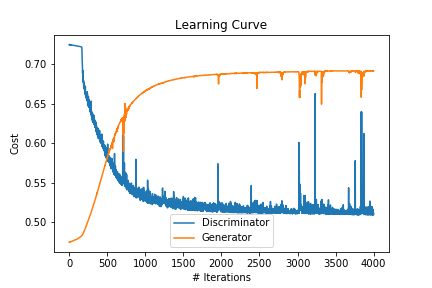 Learning Curve
0.70
0.65
0.60
0.55
0.50
Cost
0 500 1000 1500 2000 2500 3000 3500 4000
# Iterations
Discriminator
Generator